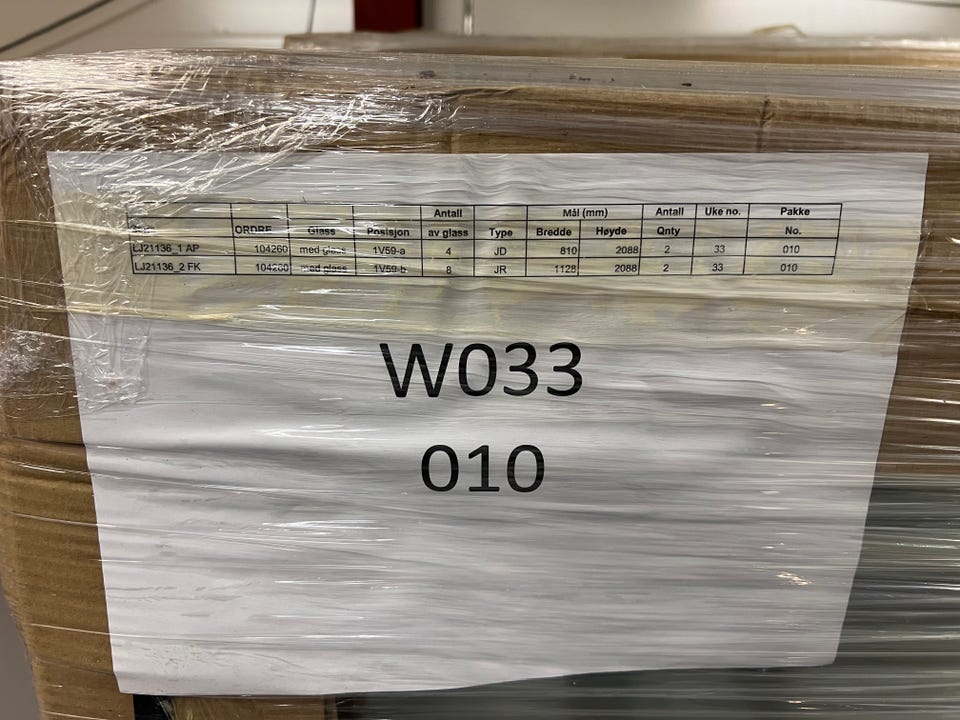 Antall Mål (mm) Antall Uke no. Pakke
ORDRE Glass Posisjon av glass Type Bredde Høyde Qnty No.
LJ21136_1 AP 104260 med glass 1V59-a 4 JD 810 2088 2 33 010
LJ21136_2 FK 104260 med glass 1V59-b 8 JR 1128 2088 2 33 010
W033
010